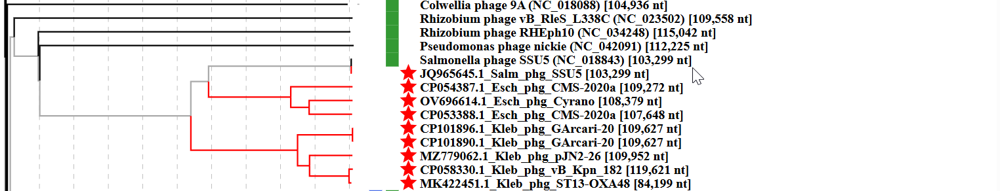 Colwellia phage 9A (NC_018088) [104,936 nt]
Rhizobium phage vB_RleS_L338C (NC_023502) [109,558 nt]
Rhizobium phage RHEph10 (NC_034248) [115,042 nt]
Pseudomonas phage nickie (NC_042091) [112,225 nt]
Salmonella phage SSU5 (NC_018843) [103,299 nt]
JQ965645.1_Salm_phg_SSU5 [103,299 nt]
CP054387.1_Esch_phg_CMS-2020a [109,272 nt]
OV696614.1_Esch_phg_Cyrano [108,379 nt]
CP053388.1_Esch_phg_CMS-2020a [107,648 nt]
CP101896.1_Kleb_phg_GArcari-20 [109,627 nt]
CP101890.1_Kleb_phg_GArcari-20 [109,627 nt]
MZ779062.1_Kleb_phg_pJN2-26 [109,952 nt]
CP058330.1_Kleb_phg_vB_Kpn_182 [119,621 nt]
MK422451.1_Kleb_phg_ST13-OXA48 [84,199 nt]